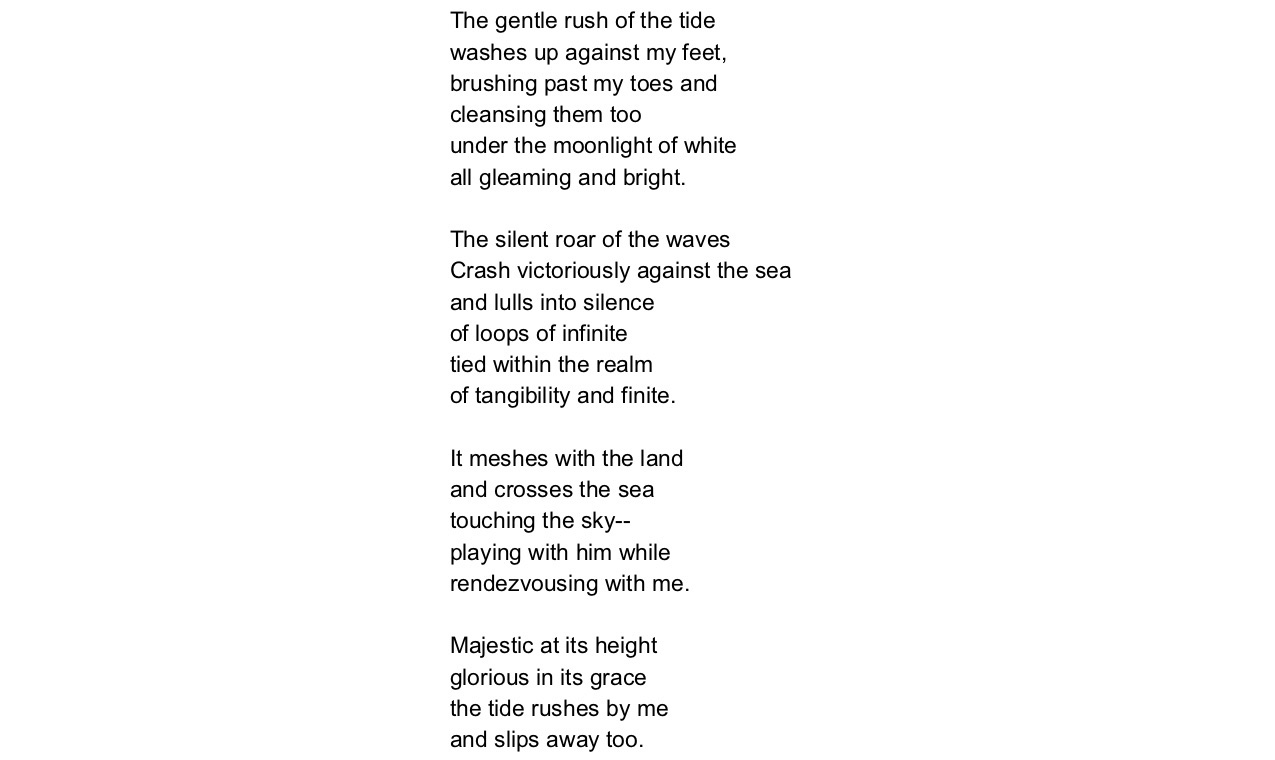 The gentle rush of the tide
washes up against my feet,
brushing past my toes and
cleansing them too
under the moonlight of white
all gleaming and bright.

The silent roar of the waves
Crash victoriously against the sea
and lulls into silence
of loops of infinite
tied within the realm
of tangibility and finite.

It meshes with the land
and crosses the sea
touching the sky--
playing with him while
rendezvousing with me.

Majestic at its height
glorious in its grace
the tide rushes by me
and slips away too.